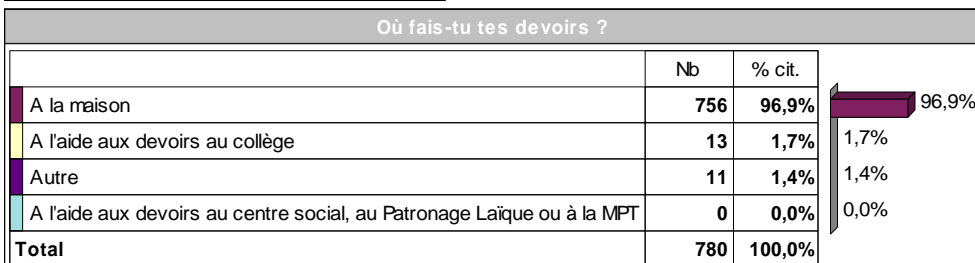 Où fais-tu tes devoirs ?
Nb % cit.
A la maison 756 96,9% 96,9%
A l'aide aux devoirs au collège 13 1,7% 1,7%
Autre 11 1,4% 1,4%
A l'aide aux devoirs au centre social, au Patronage Laïque ou à la MPT 0 0,0% 0,0%
Total 780 100,0%